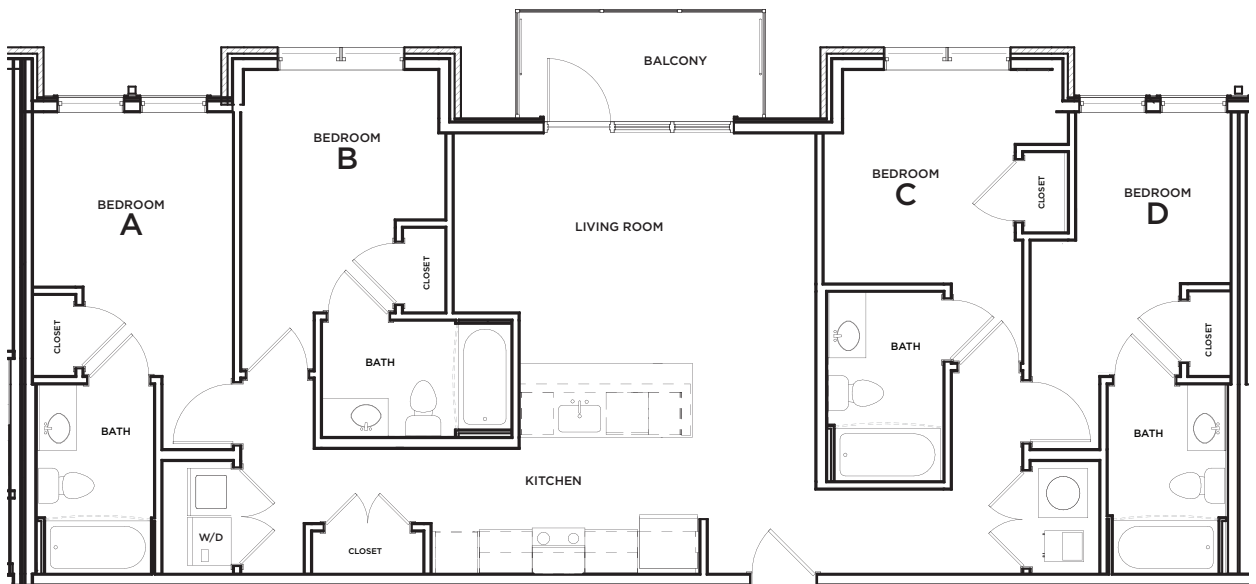 BALCONY
BEDROOM
A
BEDROOM
B
LIVING ROOM
BEDROOM
C
BEDROOM
D
CLOSET
CLOSET
CLOSET
CLOSET
BATH
BATH
BATH
BATH
KITCHEN
W/D
CLOSET